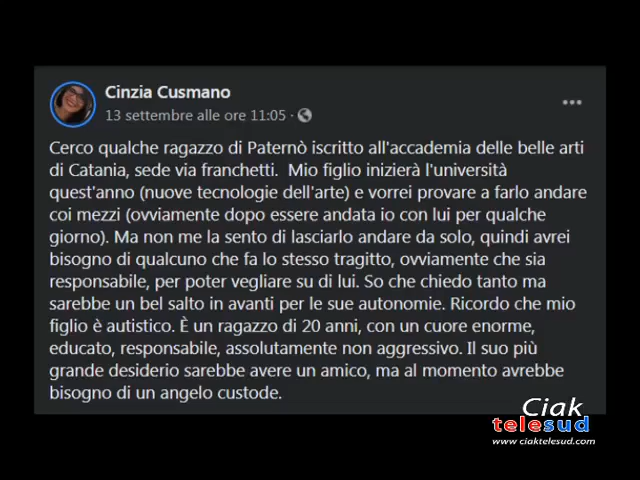 Cinzia Cusmano
13 settembre alle ore 11:05 ·
Cerco qualche ragazzo di Paternò iscritto all'accademia delle belle arti
di Catania, sede via franchetti. Mio figlio inizierà l'università
quest'anno (nuove tecnologie dell'arte) e vorrei provare a farlo andare
coi mezzi (ovviamente dopo essere andata io con lui per qualche
giorno). Ma non me la sento di lasciarlo andare da solo, quindi avrei
bisogno di qualcuno che fa lo stesso tragitto, ovviamente che sia
responsabile, per poter vegliare su di lui. So che chiedo tanto ma
sarebbe un bel salto in avanti per le sue autonomie. Ricordo che mio
figlio è autistico. È un ragazzo di 20 anni, con un cuore enorme,
educato, responsabile, assolutamente non aggressivo. Il suo più
grande desiderio sarebbe avere un amico, ma al momento avrebbe
bisogno di un angelo custode.
Ciak
telesud
www.ciaktelesud.com